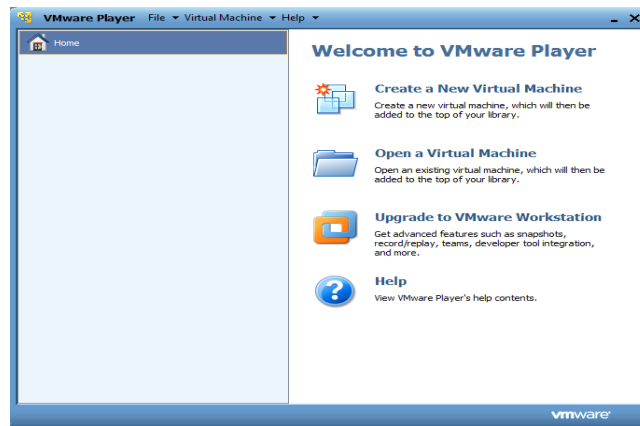 VMware Player File Virtual Machine Help
Home
Welcome to VMware Player
Create a New Virtual Machine
Create a new virtual machine, which will then be
added to the top of your library.
Open a Virtual Machine
Open an existing virtual machine, which will then be
added to the top of your library.
Upgrade to VMware Workstation
Get advanced features such as snapshots,
record/replay, teams, developer tool integration,
and more.
Help
View VMware Player's help contents.
vmware